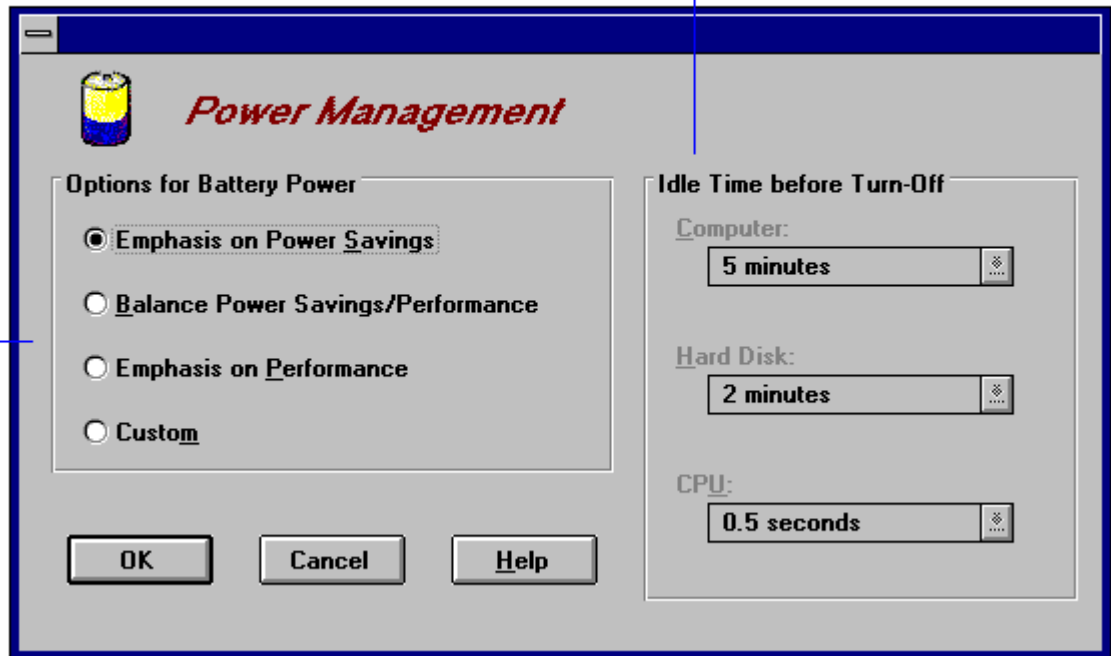 Power Management
Options for Battery Power
Emphasis on Power Savings
Balance Power Savings/Performance
Emphasis on Performance
Custom
OK
Cancel
Help
Idle Time before Turn-Off
Computer:
5 minutes
Hard Disk:
2 minutes
CPU:
0.5 seconds